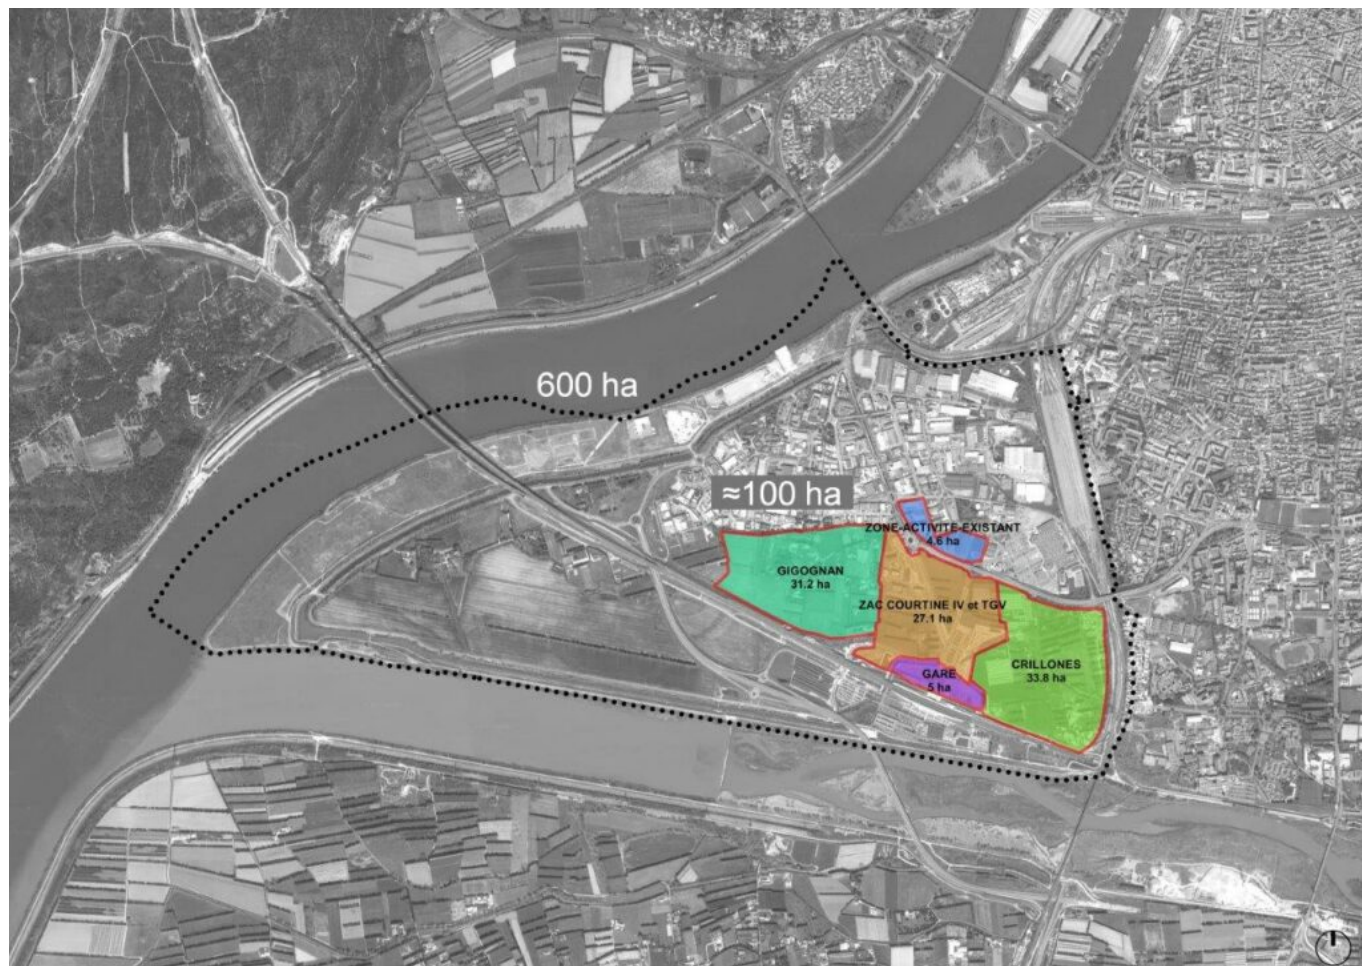 600 ha
≈100 ha
ZONE-ACTIVITE-EXISTANT
4.6 ha
GIGOGNAN
31.2 ha
ZAC COURTINE IV et TGV
27.1 ha
CRILLONES
33.8 ha
GARE
5 ha